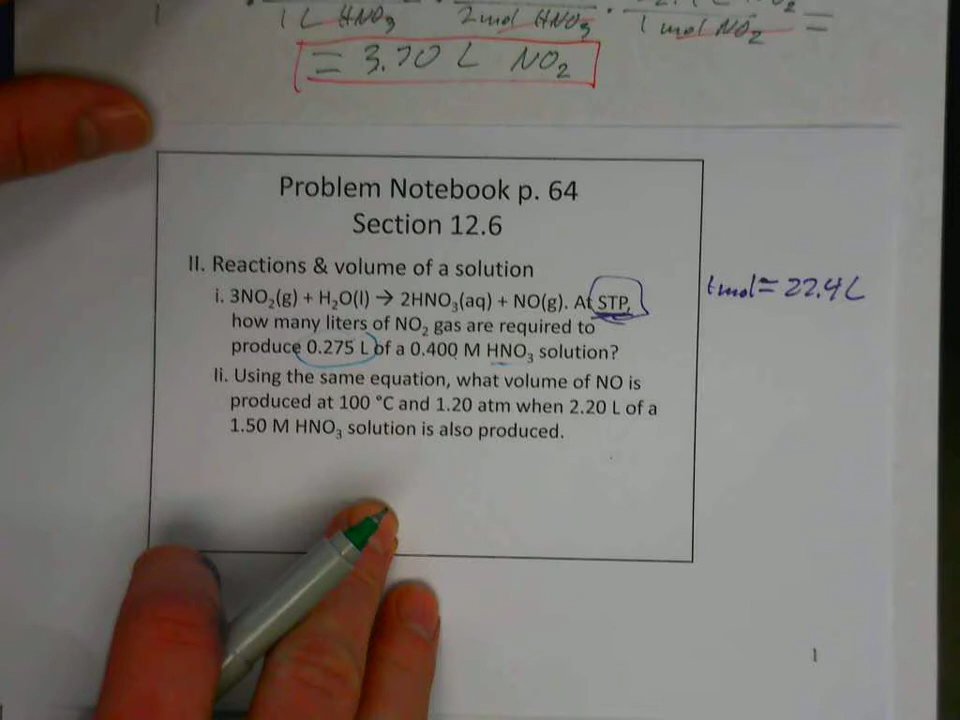 1 L HNO₃ 2 mol HNO₃ 1 mol NO₂ =
= 3.70 L NO₂
Problem Notebook p. 64
Section 12.6
II. Reactions & volume of a solution
i. 3NO₂(g) + H₂O(l) → 2HNO₃(aq) + NO(g). At STP,
1 mol = 22.4 L
how many liters of NO₂ gas are required to
produce 0.275 L of a 0.400 M HNO₃ solution?
Ii. Using the same equation, what volume of NO is
produced at 100 °C and 1.20 atm when 2.20 L of a
1.50 M HNO₃ solution is also produced.
1